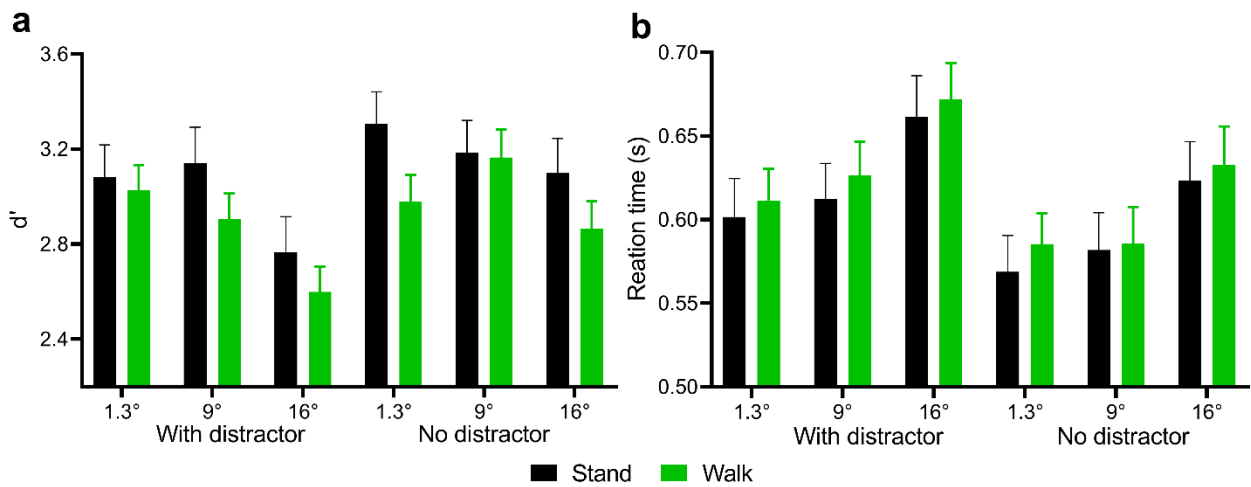 a
3.6
3.2
2.8
2.4
d'
1.3° 9° 16° 1.3° 9° 16°
With distractor No distractor
b
0.70
0.65
0.60
0.55
0.50
Reation time (s)
1.3° 9° 16° 1.3° 9° 16°
With distractor No distractor
Stand Walk